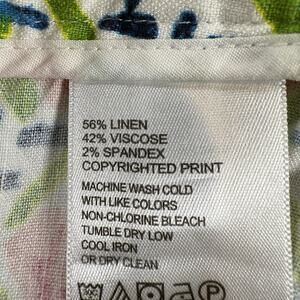 56% LINEN
42% VISCOSE
2% SPANDEX
COPYRIGHTED PRINT
MACHINE WASH COLD
WITH LIKE COLORS
NON-CHLORINE BLEACH
TUMBLE DRY LOW
COOL IRON
OR DRY CLEAN